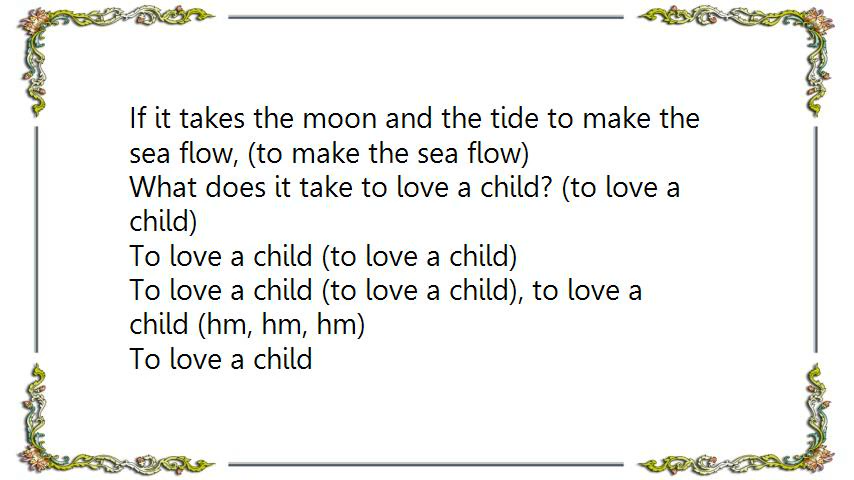 If it takes the moon and the tide to make the
sea flow, (to make the sea flow)
What does it take to love a child? (to love a
child)
To love a child (to love a child)
To love a child (to love a child), to love a
child (hm, hm, hm)
To love a child